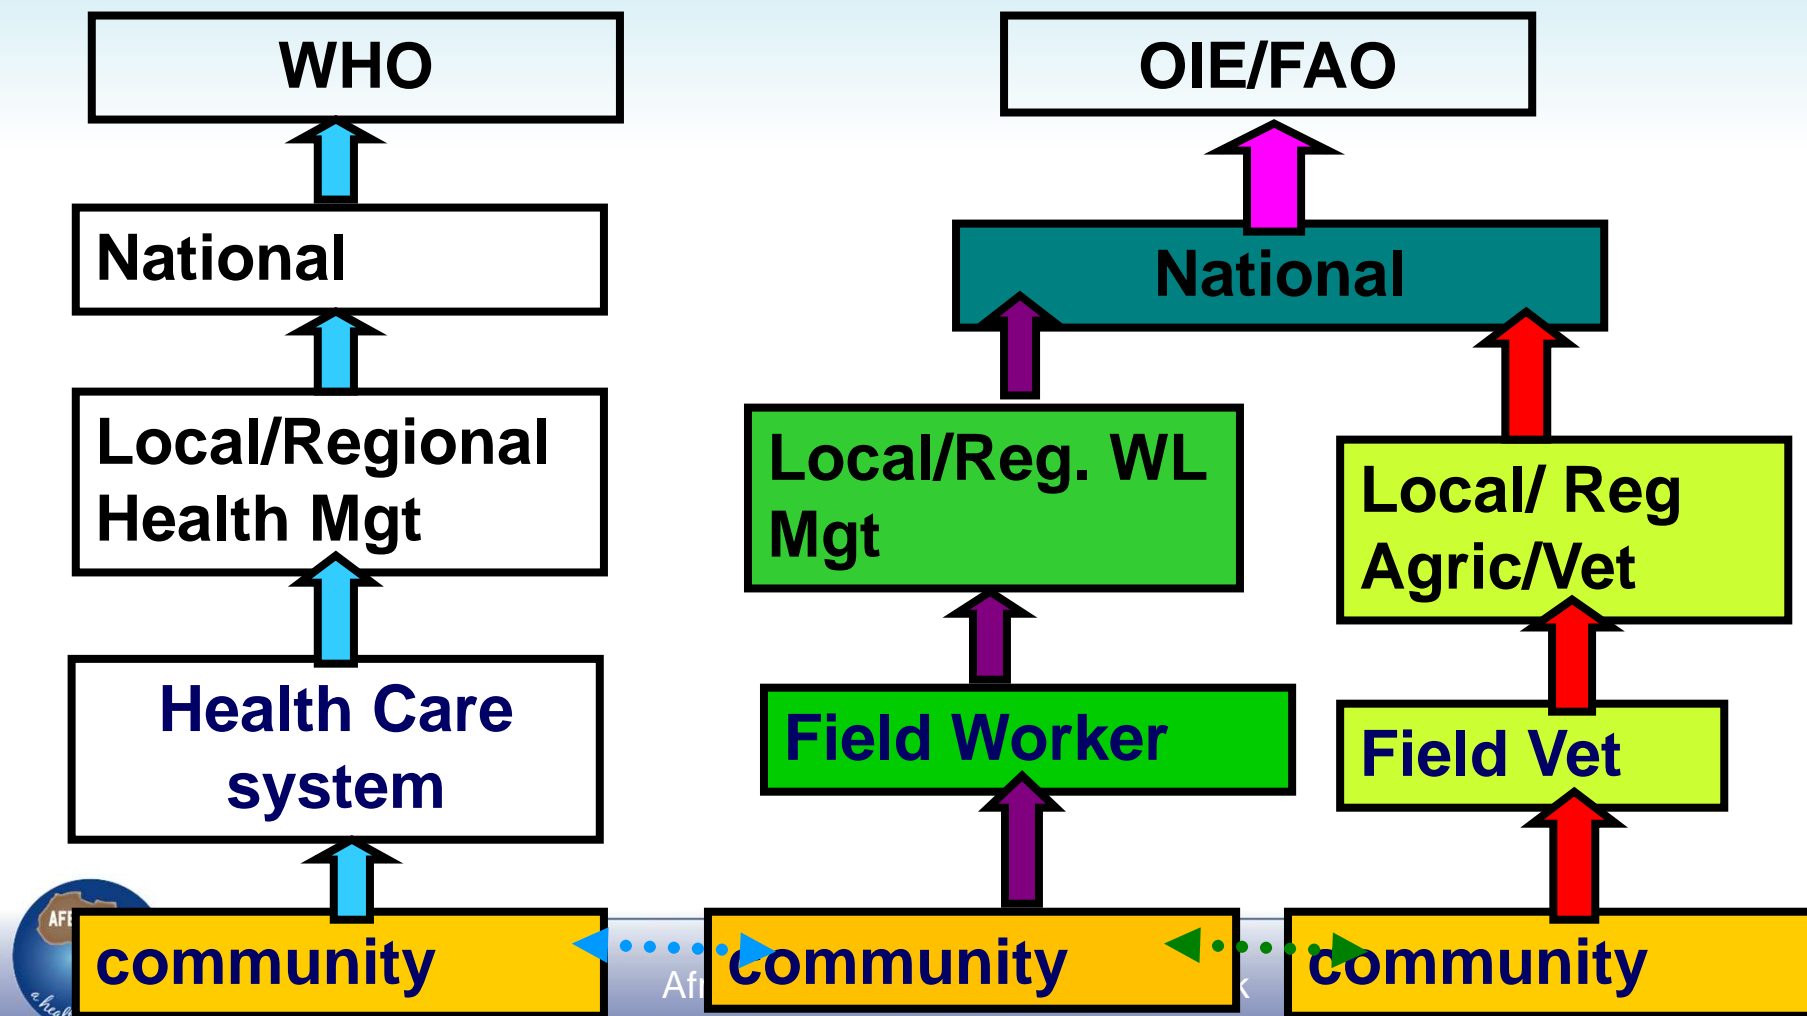 WHO
OIE/FAO
National
National
Local/Regional
Health Mgt
Local/Reg. WL
Mgt
Local/ Reg
Agric/Vet
Health Care
system
Field Worker
Field Vet
community
community
community